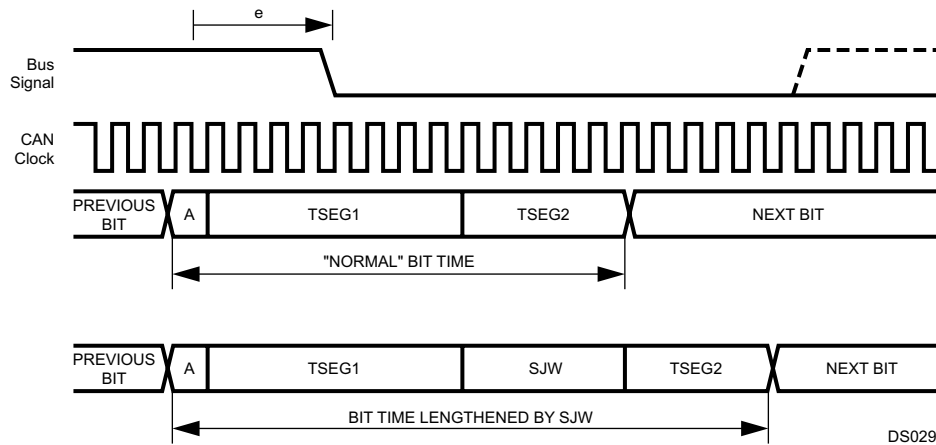 e
Bus
Signal
CAN
Clock
PREVIOUS
BIT
A
TSEG1
TSEG2
NEXT BIT
"NORMAL" BIT TIME
PREVIOUS
BIT
A
TSEG1
SJW
TSEG2
NEXT BIT
BIT TIME LENGTHENED BY SJW
DS029